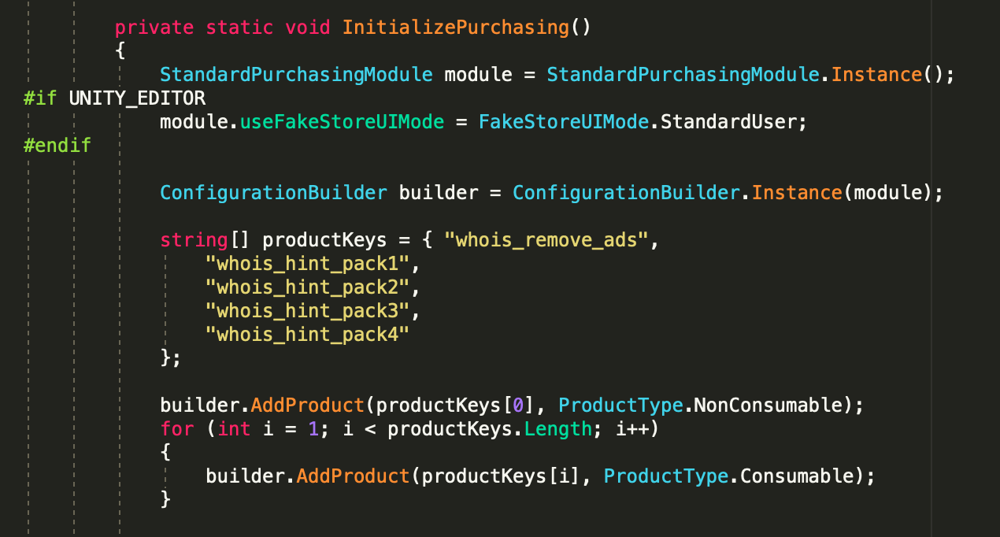 private static void InitializePurchasing()
{
StandardPurchasingModule module = StandardPurchasingModule.Instance();
#if UNITY_EDITOR
module.useFakeStoreUIMode = FakeStoreUIMode.StandardUser;
#endif
ConfigurationBuilder builder = ConfigurationBuilder.Instance(module);
string[] productKeys = { "whois_remove_ads",
"whois_hint_pack1",
"whois_hint_pack2",
"whois_hint_pack3",
"whois_hint_pack4"
};
builder.AddProduct(productKeys[0], ProductType.NonConsumable);
for (int i = 1; i < productKeys.Length; i++)
{
builder.AddProduct(productKeys[i], ProductType.Consumable);
}